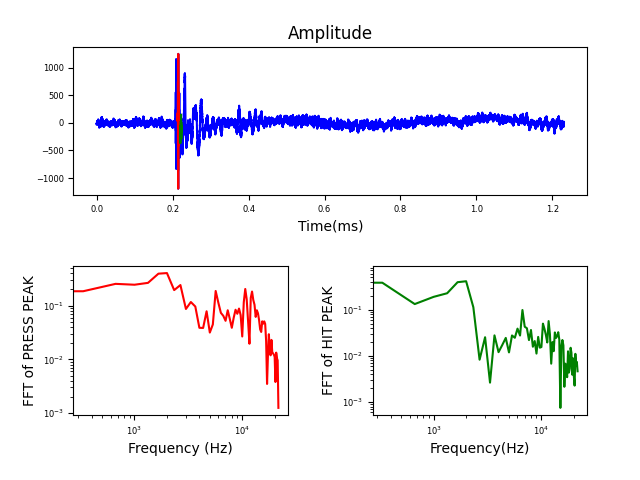 Amplitude
1000
500
0
−500
−1000
0.0 0.2 0.4 0.6 0.8 1.0 1.2
Time(ms)
FFT of PRESS PEAK
10⁻¹
10⁻²
10⁻³
10³ 10⁴
Frequency (Hz)
FFT of HIT PEAK
10⁻¹
10⁻²
10⁻³
10³ 10⁴
Frequency(Hz)